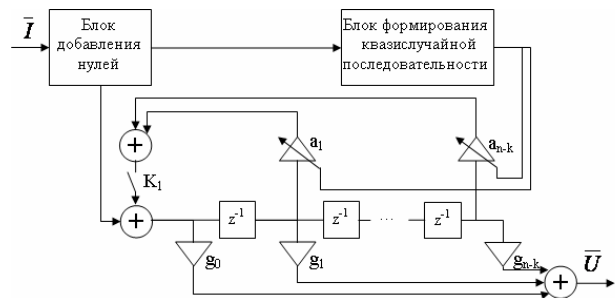 I
Блок
добавления
нулей
Блок формирования
квазислучайной
последовательности
+
a1
an-k
K1
+
z-1
z-1
...
z-1
g0
g1
gn-k
U
+